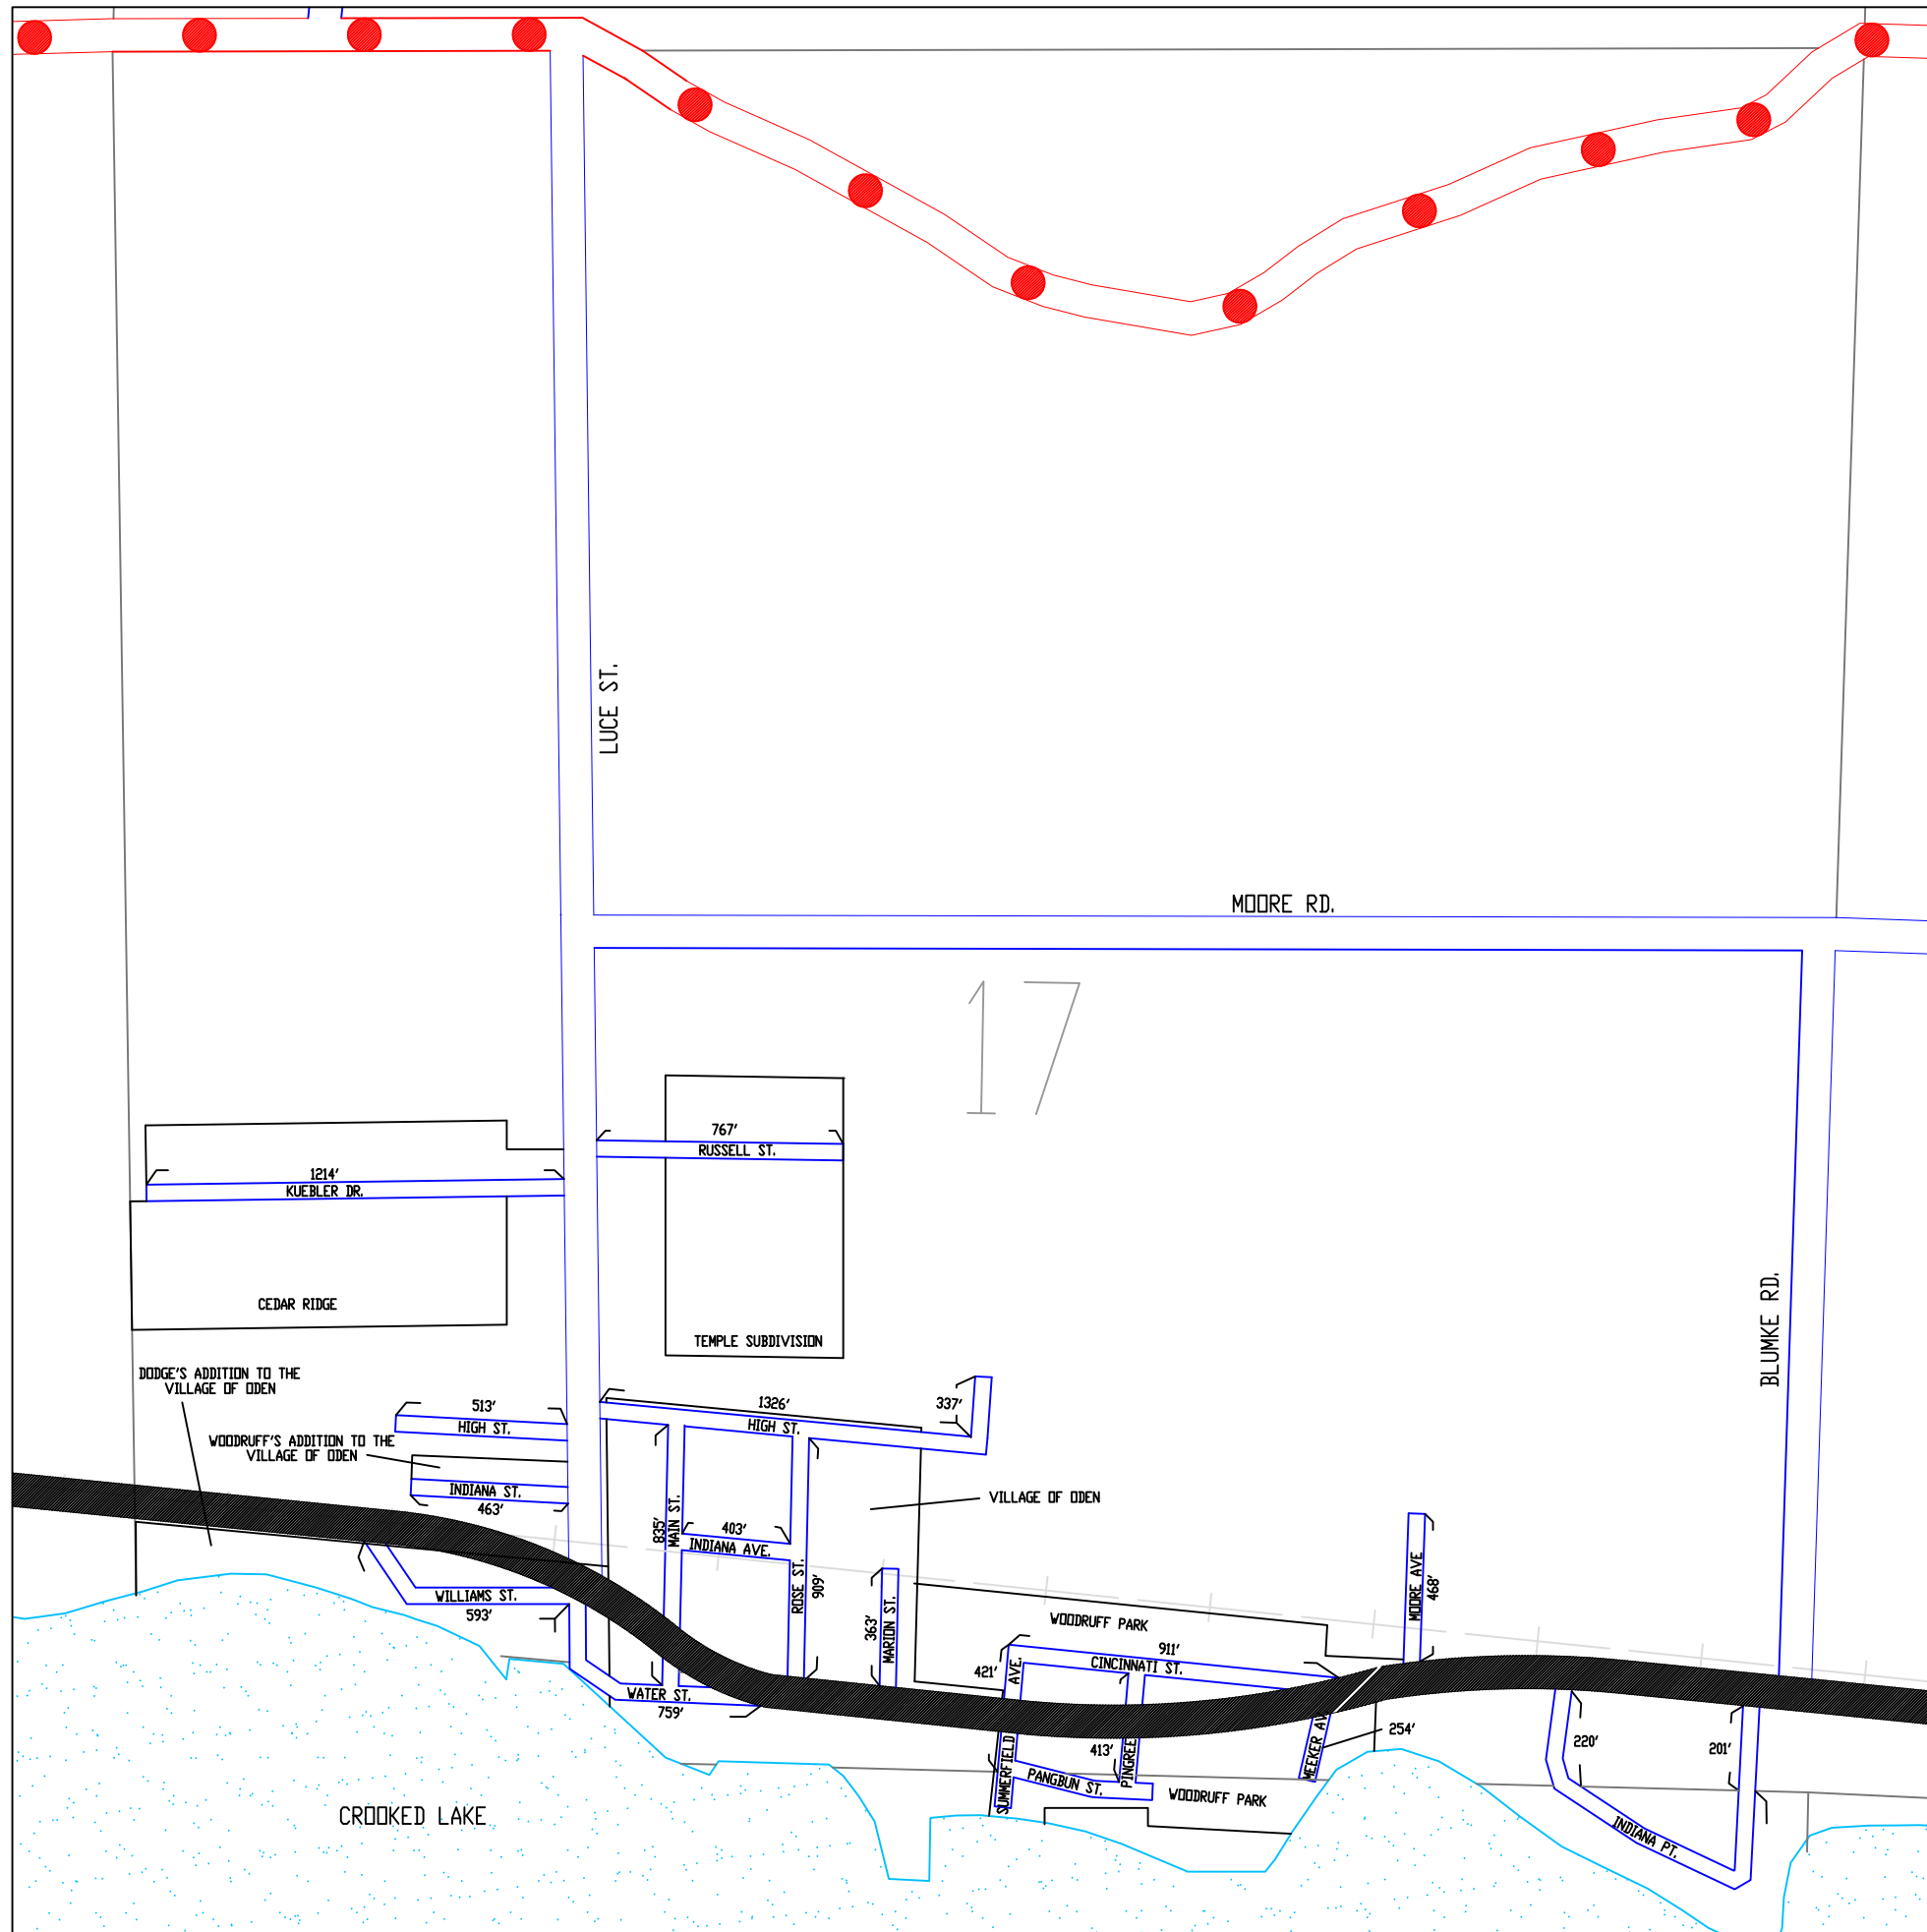 LUCE ST.
MOORE RD.
17
767'
RUSSELL ST.
1214'
KUEBLER DR.
CEDAR RIDGE
TEMPLE SUBDIVISION
BLUMKE RD.
DODGE'S ADDITION TO THE
VILLAGE OF ODEN
513'
HIGH ST.
WOODRUFF'S ADDITION TO THE
VILLAGE OF ODEN
INDIANA ST.
463'
1326'
HIGH ST.
337'
VILLAGE OF ODEN
835'
MAIN ST.
403'
INDIANA AVE.
ROSE ST.
909'
363'
MARION ST.
MOORE AVE
468'
WILLIAMS ST.
593'
WOODRUFF PARK
911'
CINCINNATI ST.
421'
SUMMERFIELD AVE.
WATER ST.
759'
413'
PINGREE
PANGBUN ST.
WOODRUFF PARK
MEEKER AV
254'
220'
201'
INDIANA PT.
CROOKED LAKE